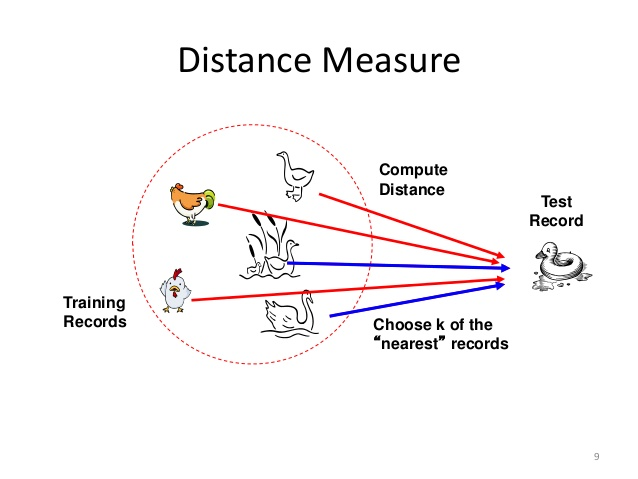 Distance Measure
Compute
Distance
Test
Record
Training
Records
Choose k of the
“nearest” records
9